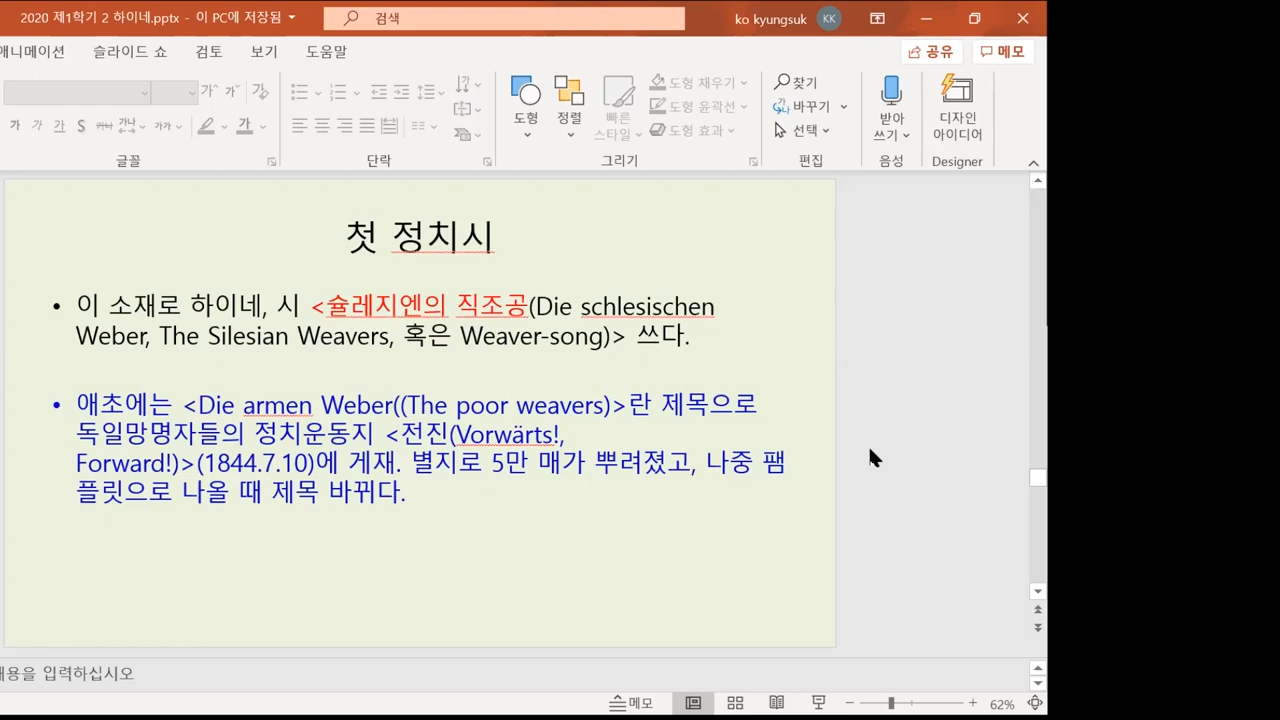 2020 제1학기 2 하이네.pptx - 이 PC에 저장됨
검색
ko kyungsuk KK
애니메이션 슬라이드 쇼 검토 보기 도움말
공유 메모
도형 정렬 빠른 스타일
도형 채우기
도형 윤곽선
도형 효과
찾기
바꾸기
선택
받아쓰기
디자인 아이디어
글꼴 단락 그리기 편집 음성 Designer
첫 정치시
• 이 소재로 하이네, 시 <슐레지엔의 직조공(Die schlesischen
Weber, The Silesian Weavers, 혹은 Weaver-song)> 쓰다.
• 애초에는 <Die armen Weber((The poor weavers)>란 제목으로
독일망명자들의 정치운동지 <전진(Vorwärts!,
Forward!)>(1844.7.10)에 게재. 별지로 5만 매가 뿌려졌고, 나중 팸
플릿으로 나올 때 제목 바뀌다.
내용을 입력하십시오
메모 62%